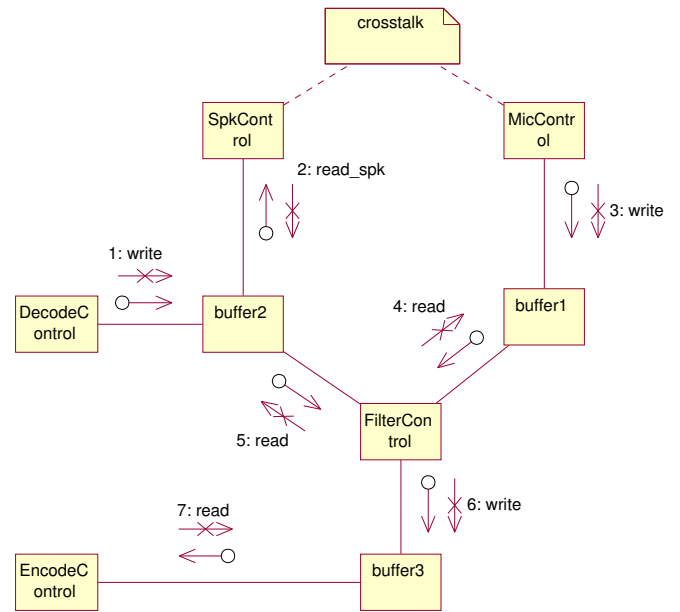 crosstalk
SpkCont
rol
MicContr
ol
2: read_spk
3: write
1: write
DecodeC
ontrol
buffer2
4: read
buffer1
5: read
FilterCon
trol
6: write
7: read
EncodeC
ontrol
buffer3